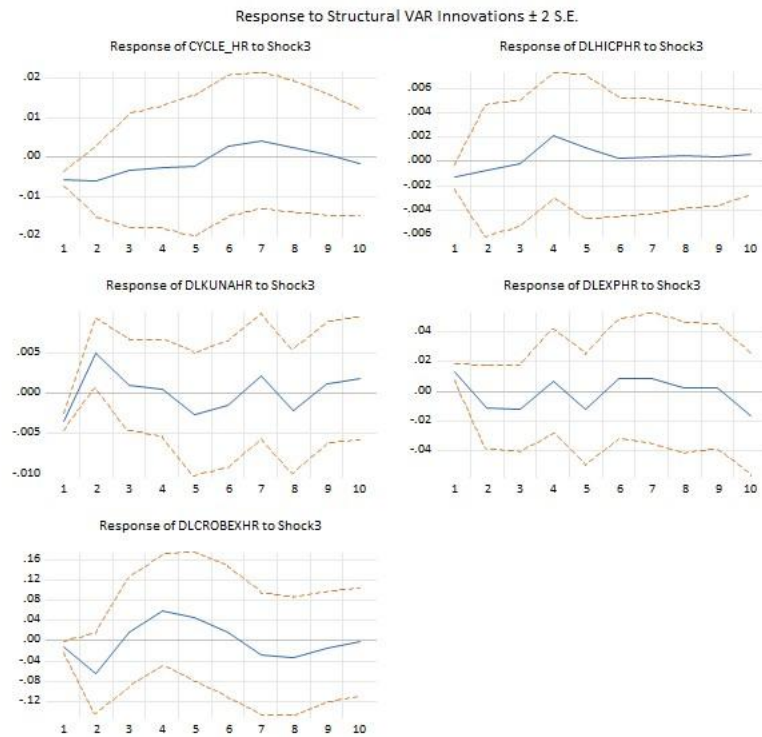 Response to Structural VAR Innovations ± 2 S.E.
Response of CYCLE_HR to Shock3
.02
.01
.00
-.01
-.02
1 2 3 4 5 6 7 8 9 10
Response of DLHICPHR to Shock3
.006
.004
.002
.000
-.002
-.004
-.006
1 2 3 4 5 6 7 8 9 10
Response of DLKUNAHR to Shock3
.005
.000
-.005
-.010
1 2 3 4 5 6 7 8 9 10
Response of DLEXPHR to Shock3
.04
.02
.00
-.02
-.04
1 2 3 4 5 6 7 8 9 10
Response of DLCROBEXHR to Shock3
.16
.12
.08
.04
.00
-.04
-.08
-.12
1 2 3 4 5 6 7 8 9 10